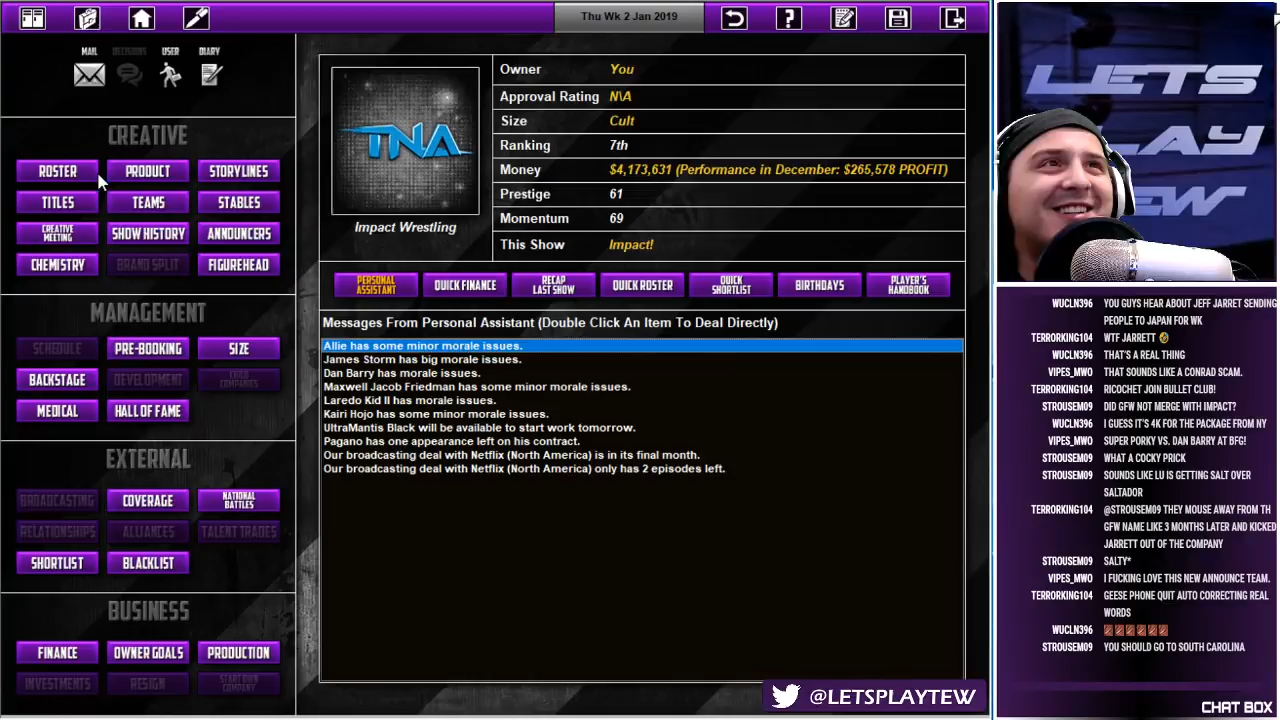 Thu Wk 2 Jan 2019
MAIL DECISIONS USER DIARY
CREATIVE
ROSTER PRODUCT STORYLINES
TITLES TEAMS STABLES
CREATIVE MEETING SHOW HISTORY ANNOUNCERS
CHEMISTRY BRAND SPLIT FIGUREHEAD
MANAGEMENT
SCHEDULE PRE-BOOKING SIZE
BACKSTAGE DEVELOPMENT CHILD COMPANIES
MEDICAL HALL OF FAME
EXTERNAL
BROADCASTING COVERAGE NATIONAL BATTLES
RELATIONSHIPS ALLIANCES TALENT TRADES
SHORTLIST BLACKLIST
BUSINESS
FINANCE OWNER GOALS PRODUCTION
INVESTMENTS RESIGN START OWN COMPANY
TNA
Impact Wrestling
Owner You
Approval Rating N\A
Size Cult
Ranking 7th
Money $4,173,631 (Performance in December: $265,578 PROFIT)
Prestige 61
Momentum 69
This Show Impact!
PERSONAL ASSISTANT QUICK FINANCE RECAP LAST SHOW QUICK ROSTER QUICK SHORTLIST BIRTHDAYS PLAYER'S HANDBOOK
Messages From Personal Assistant (Double Click An Item To Deal Directly)
Allie has some minor morale issues.
James Storm has big morale issues.
Dan Barry has morale issues.
Maxwell Jacob Friedman has some minor morale issues.
Laredo Kid II has morale issues.
Kairi Hojo has some minor morale issues.
UltraMantis Black will be available to start work tomorrow.
Pagano has one appearance left on his contract.
Our broadcasting deal with Netflix (North America) is in its final month.
Our broadcasting deal with Netflix (North America) only has 2 episodes left.
@LETSPLAYTEW
LETS
PLAY
TEW
WUCLN396 YOU GUYS HEAR ABOUT JEFF JARRET SENDING
PEOPLE TO JAPAN FOR WK
TERRORKING104 WTF JARRETT
WUCLN396 THAT'S A REAL THING
VIPES_MWO THAT SOUNDS LIKE A CONRAD SCAM.
TERRORKING104 RICOCHET JOIN BULLET CLUB!
STROUSEM09 DID GFW NOT MERGE WITH IMPACT?
WUCLN396 I GUESS IT'S 4K FOR THE PACKAGE FROM NY
VIPES_MWO SUPER PORKY VS. DAN BARRY AT BFG!
STROUSEM09 WHAT A COCKY PRICK
STROUSEM09 SOUNDS LIKE LU IS GETTING SALT OVER
SALTADOR
TERRORKING104 @STROUSEM09 THEY MOUSE AWAY FROM TH
GFW NAME LIKE 3 MONTHS LATER AND KICKED
JARRETT OUT OF THE COMPANY
STROUSEM09 SALTY*
VIPES_MWO I FUCKING LOVE THIS NEW ANNOUNCE TEAM.
TERRORKING104 GEESE PHONE QUIT AUTO CORRECTING REAL
WORDS
WUCLN396
STROUSEM09 YOU SHOULD GO TO SOUTH CAROLINA
CHAT BOX